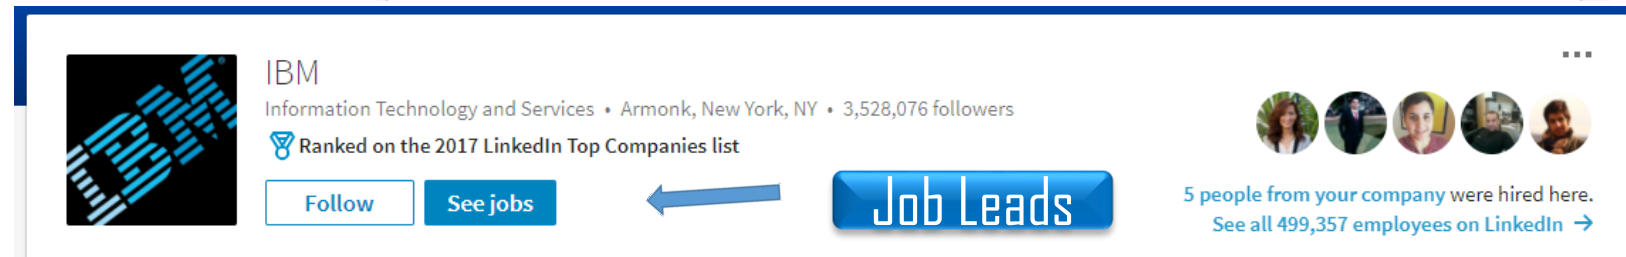 IBM
IBM
Information Technology and Services • Armonk, New York, NY • 3,528,076 followers
Ranked on the 2017 LinkedIn Top Companies list
Follow
See jobs
Job Leads
5 people from your company were hired here.
See all 499,357 employees on LinkedIn →